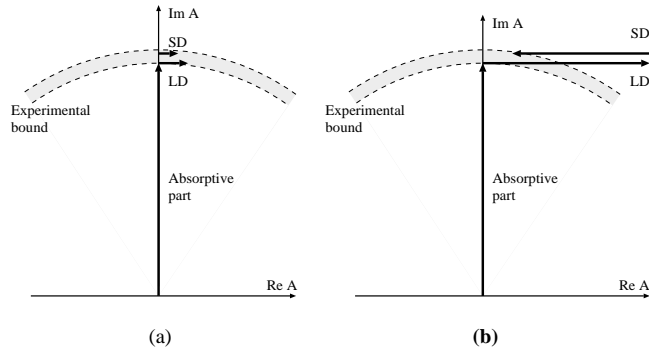 Im A
SD
LD
Experimental
bound
Absorptive
part
Re A
(a)
Im A
SD
LD
Experimental
bound
Absorptive
part
Re A
(b)